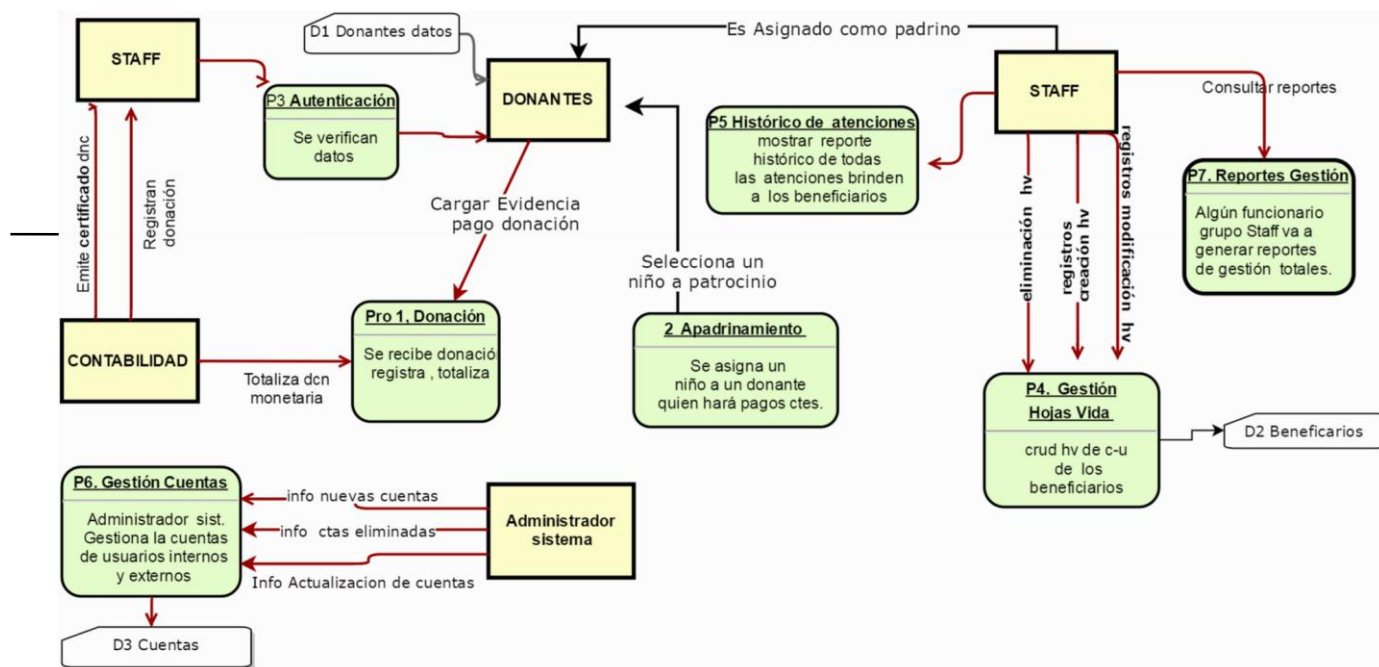 D1 Donantes datos
Es Asignado como padrino
STAFF
DONANTES
STAFF
P3 Autenticación
Se verifican
datos
P5 Histórico de atenciones
mostrar reporte
histórico de todas
las atenciones brinden
a los beneficiarios
Consultar reportes
P7. Reportes Gestión
Algún funcionario
grupo Staff va a
generar reportes
de gestión totales.
Emite certificado dnc
Registran
donación
Cargar Evidencia
pago donación
Selecciona un
niño a patrocinio
eliminación hv
registros
creación hv
registros modificación hv
CONTABILIDAD
Totaliza dcn
monetaria
Pro 1, Donación
Se recibe donació
registra , totaliza
2 Apadrinamiento
Se asigna un
niño a un donante
quien hará pagos ctes.
P4. Gestión
Hojas Vida
crud hv de c-u
de los
beneficiarios
D2 Beneficarios
P6. Gestión Cuentas
Administrador sist.
Gestiona la cuentas
de usuarios internos
y externos
info nuevas cuentas
info ctas eliminadas
Info Actualizacion de cuentas
Administrador
sistema
D3 Cuentas